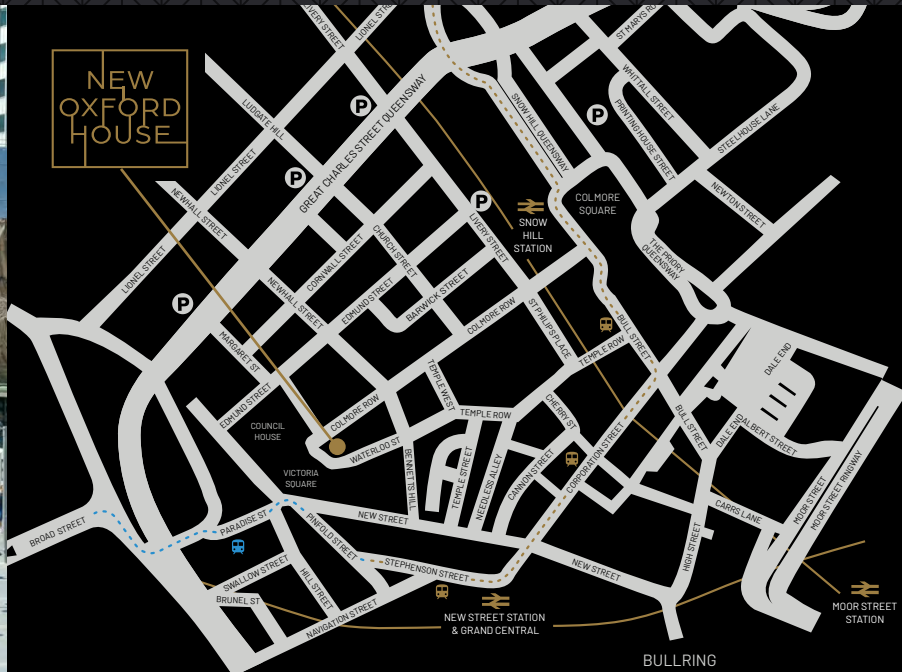 NEW
OXFORD
HOUSE
LIVERY STREET
LIONEL STREET
LUDGATE HILL
P
GREAT CHARLES STREET QUEENSWAY
SNOW HILL QUEENSWAY
P
ST MARYS RO
WHITTALL STREET
PRINTING HOUSE STREET
STEELHOUSE LANE
LIONEL STREET
P
NEWHALL STREET
P
SNOW
HILL
STATION
COLMORE
SQUARE
NEWTON STREET
LIVERY STREET
CHURCH STREET
CORNWALL STREET
THE PRIORY
QUEENSWAY
LIONEL STREET
P
NEWHALL STREET
EDMUND STREET
BARWICK STREET
COLMORE ROW
ST PHILIPS PLACE
BULL STREET
TEMPLE ROW
MARGARET ST
DALE END
EDMUND STREET
TEMPLE WEST
COLMORE ROW
TEMPLE ROW
CHERRY ST
COUNCIL
HOUSE
WATERLOO ST
BENNETTS HILL
TEMPLE STREET
NEEDLESS ALLEY
CANNON STREET
CORPORATION STREET
BULL STREET
DALE END
ALBERT STREET
VICTORIA
SQUARE
MOOR STREET
MOOR STREET RINGWAY
BROAD STREET
PARADISE ST
PINFOLD STREET
NEW STREET
CARRS LANE
HIGH STREET
SWALLOW STREET
HILL STREET
STEPHENSON STREET
NEW STREET
BRUNEL ST
NAVIGATION STREET
NEW STREET STATION
& GRAND CENTRAL
MOOR STREET
STATION
BULLRING